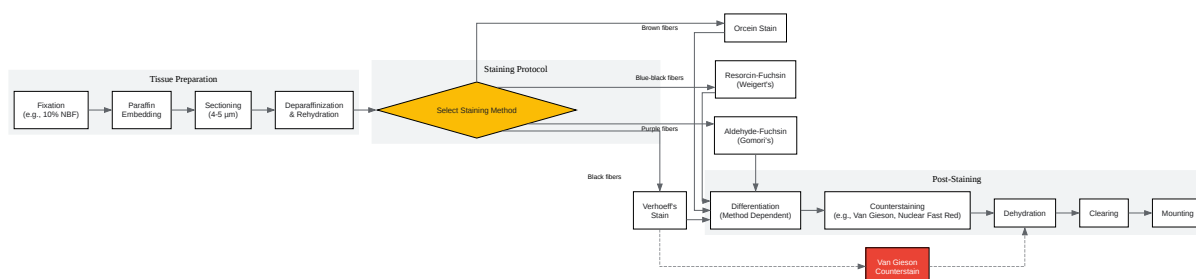 Brown fibers
Orcein Stain
Tissue Preparation
Staining Protocol
Blue-black fibers
Resorcin-Fuchsin
(Weigert's)
Fixation
(e.g., 10% NBF)
Paraffin
Embedding
Sectioning
(4-5 µm)
Deparaffinization
& Rehydration
Select Staining Method
Purple fibers
Aldehyde-Fuchsin
(Gomori's)
Black fibers
Post-Staining
Verhoeff's
Stain
Differentiation
(Method Dependent)
Counterstaining
(e.g., Van Gieson, Nuclear Fast Red)
Dehydration
Clearing
Mounting
Van Gieson
Counterstain